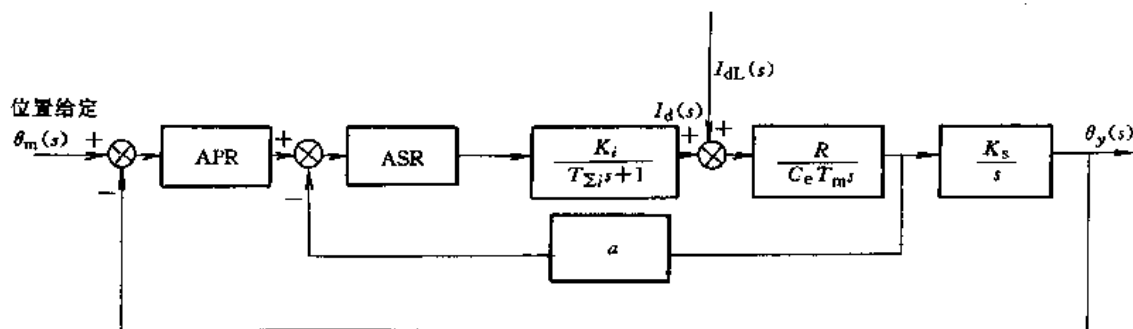 I_dL(s)
位置给定
θ_m(s)
+
−
APR
+
−
ASR
K_i
T_Σi s+1
I_d(s)
+
+
R
C_e T_m s
K_s
s
θ_y(s)
a